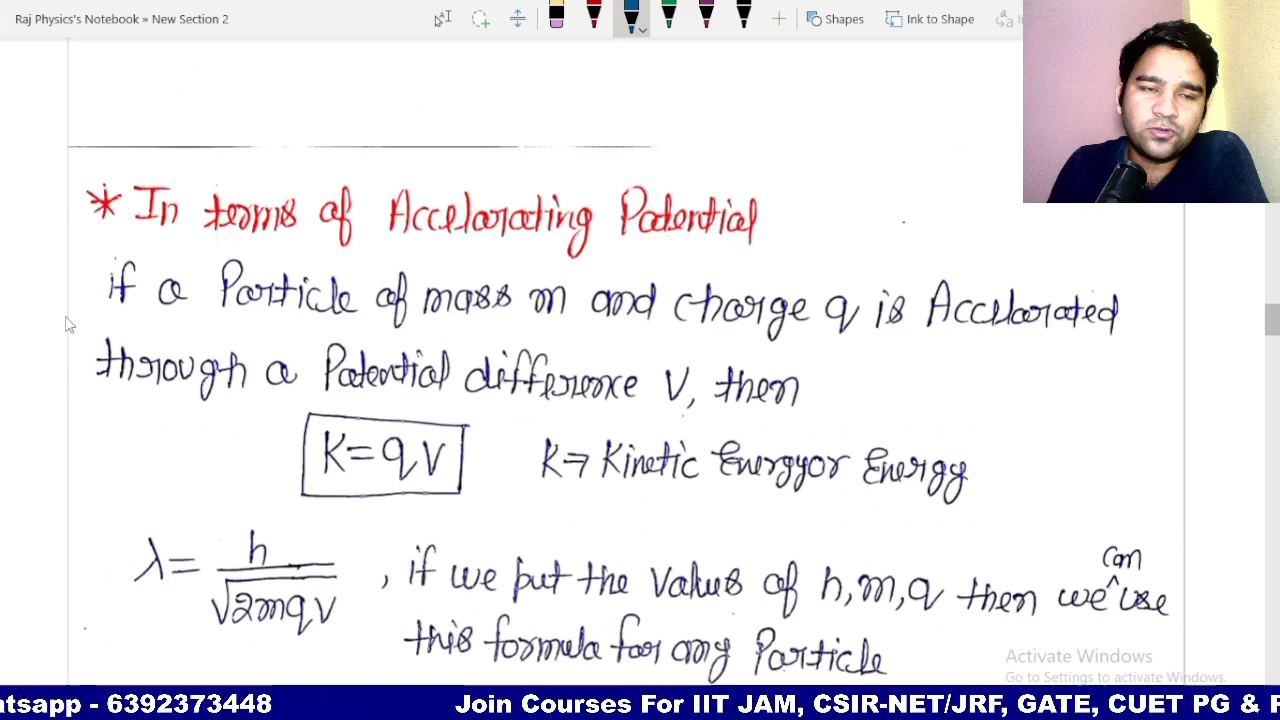 Raj Physics's Notebook » New Section 2
Shapes
Ink to Shape
* In terms of Accelarating Potential
if a Particle of mass m and charge q is Accelarated
through a Potential difference V, then
K=qV K→ Kinetic Energy or Energy
λ = h/√2mqV , if we put the values of h, m, q then we can use
this formula for any Particle
Activate Windows
Go to Settings to activate Windows.
atsapp - 6392373448 Join Courses For IIT JAM, CSIR-NET/JRF, GATE, CUET PG &